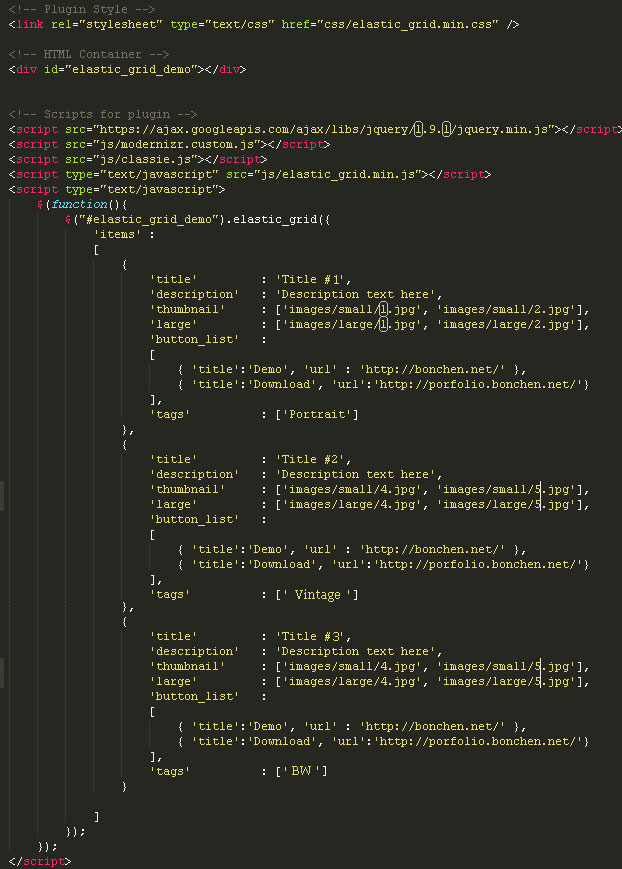 <!-- Plugin Style -->
<link rel="stylesheet" type="text/css" href="css/elastic_grid.min.css" />
<!-- HTML Container -->
<div id="elastic_grid_demo"></div>
<!-- Scripts for plugin -->
<script src="https://ajax.googleapis.com/ajax/libs/jquery/1.9.1/jquery.min.js"></script>
<script src="js/modernizr.custom.js"></script>
<script src="js/classie.js"></script>
<script type="text/javascript" src="js/elastic_grid.min.js"></script>
<script type="text/javascript">
    $(function(){
        $("#elastic_grid_demo").elastic_grid({
            'items' :
            [
                {
                    'title'         : 'Title #1',
                    'description'   : 'Description text here',
                    'thumbnail'     : ['images/small/1.jpg', 'images/small/2.jpg'],
                    'large'         : ['images/large/1.jpg', 'images/large/2.jpg'],
                    'button_list'   :
                    [
                        { 'title':'Demo', 'url' : 'http://bonchen.net/' },
                        { 'title':'Download', 'url':'http://porfolio.bonchen.net/'}
                    ],
                    'tags'          : ['Portrait']
                },
                {
                    'title'         : 'Title #2',
                    'description'   : 'Description text here',
                    'thumbnail'     : ['images/small/4.jpg', 'images/small/5.jpg'],
                    'large'         : ['images/large/4.jpg', 'images/large/5.jpg'],
                    'button_list'   :
                    [
                        { 'title':'Demo', 'url' : 'http://bonchen.net/' },
                        { 'title':'Download', 'url':'http://porfolio.bonchen.net/'}
                    ],
                    'tags'          : [' Vintage ']
                },
                {
                    'title'         : 'Title #3',
                    'description'   : 'Description text here',
                    'thumbnail'     : ['images/small/4.jpg', 'images/small/5.jpg'],
                    'large'         : ['images/large/4.jpg', 'images/large/5.jpg'],
                    'button_list'   :
                    [
                        { 'title':'Demo', 'url' : 'http://bonchen.net/' },
                        { 'title':'Download', 'url':'http://porfolio.bonchen.net/'}
                    ],
                    'tags'          : [' BW ']
                }
            ]
        });
    });
</script>